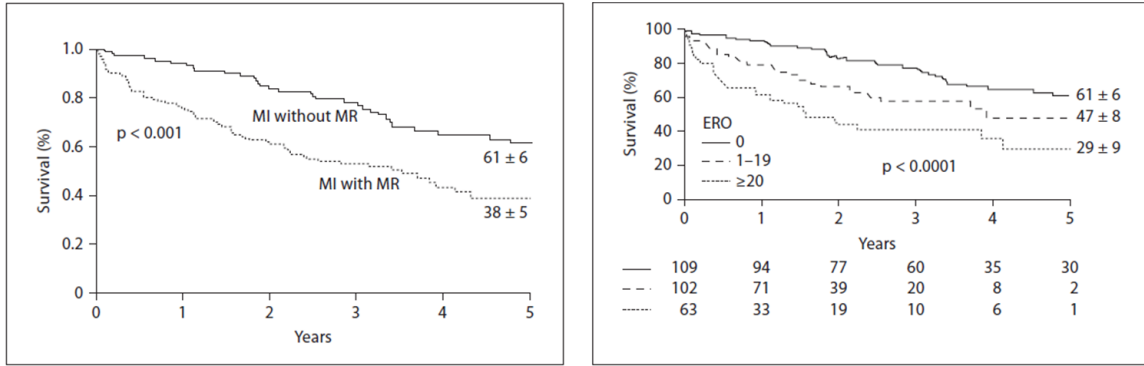 1.0
0.8
0.6
0.4
0.2
0
Survival (%)
MI without MR
p < 0.001
61 ± 6
MI with MR
38 ± 5
0 1 2 3 4 5
Years
100
80
60
40
20
0
Survival (%)
61 ± 6
47 ± 8
29 ± 9
ERO
0
1–19
≥20
p < 0.0001
0 1 2 3 4 5
Years
109 94 77 60 35 30
102 71 39 20 8 2
63 33 19 10 6 1